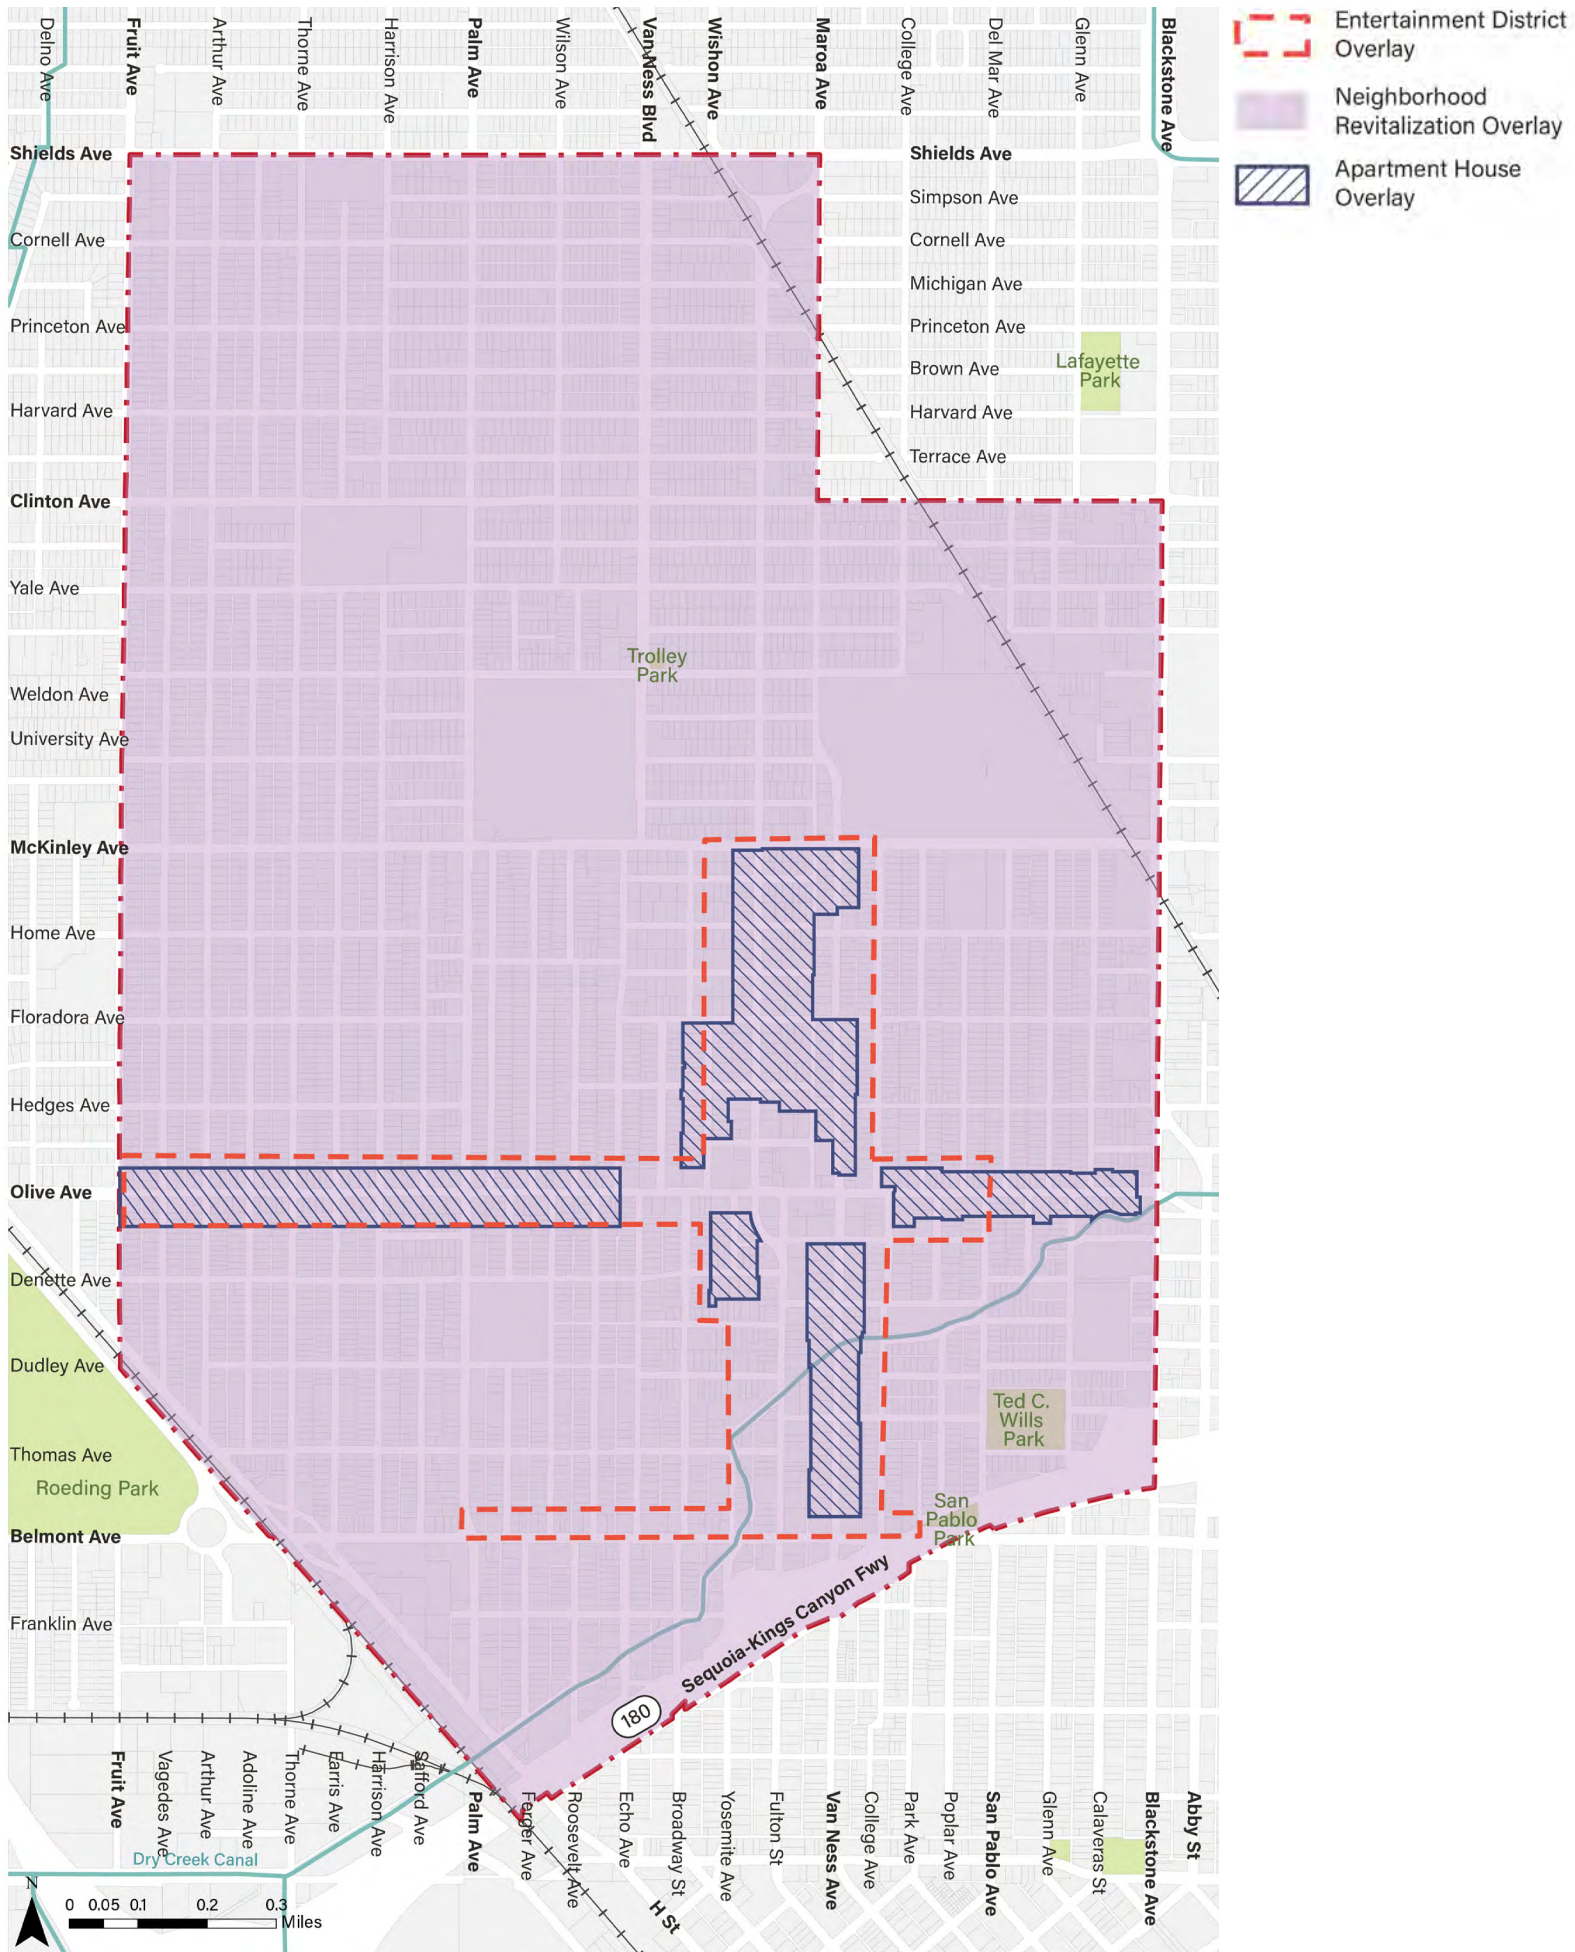 Delno Ave
Fruit Ave
Arthur Ave
Thorne Ave
Harrison Ave
Palm Ave
Wilson Ave
Van Ness Blvd
Wishon Ave
Maroa Ave
College Ave
Del Mar Ave
Glenn Ave
Blackstone Ave
Entertainment District
Overlay
Neighborhood
Revitalization Overlay
Apartment House
Overlay
Shields Ave
Shields Ave
Simpson Ave
Cornell Ave
Cornell Ave
Michigan Ave
Princeton Ave
Princeton Ave
Brown Ave
Lafayette
Park
Harvard Ave
Harvard Ave
Terrace Ave
Clinton Ave
Yale Ave
Trolley
Park
Weldon Ave
University Ave
McKinley Ave
Home Ave
Floradora Ave
Hedges Ave
Olive Ave
Denette Ave
Dudley Ave
Ted C.
Wills
Park
Thomas Ave
Roeding Park
San
Pablo
Park
Belmont Ave
Franklin Ave
Sequoia-Kings Canyon Fwy
180
Fruit Ave
Vagedes Ave
Arthur Ave
Adoline Ave
Thorne Ave
Farris Ave
Harrison Ave
Safford Ave
Palm Ave
Ferger Ave
Roosevelt Ave
Echo Ave
Broadway St
Yosemite Ave
Fulton St
Van Ness Ave
College Ave
Park Ave
Poplar Ave
San Pablo Ave
Glenn Ave
Calaveras St
Blackstone Ave
Abby St
H St
Dry Creek Canal
N
0 0.05 0.1 0.2 0.3
Miles